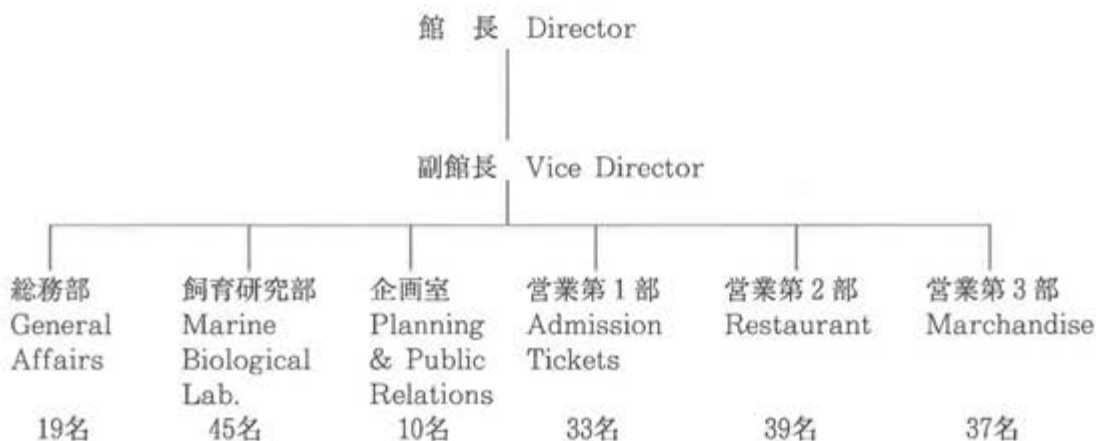 館 長 Director
副館長 Vice Director
総務部
General
Affairs
19名
飼育研究部
Marine
Biological
Lab.
45名
企画室
Planning
& Public
Relations
10名
営業第1部
Admission
Tickets
33名
営業第2部
Restaurant
39名
営業第3部
Marchandise
37名